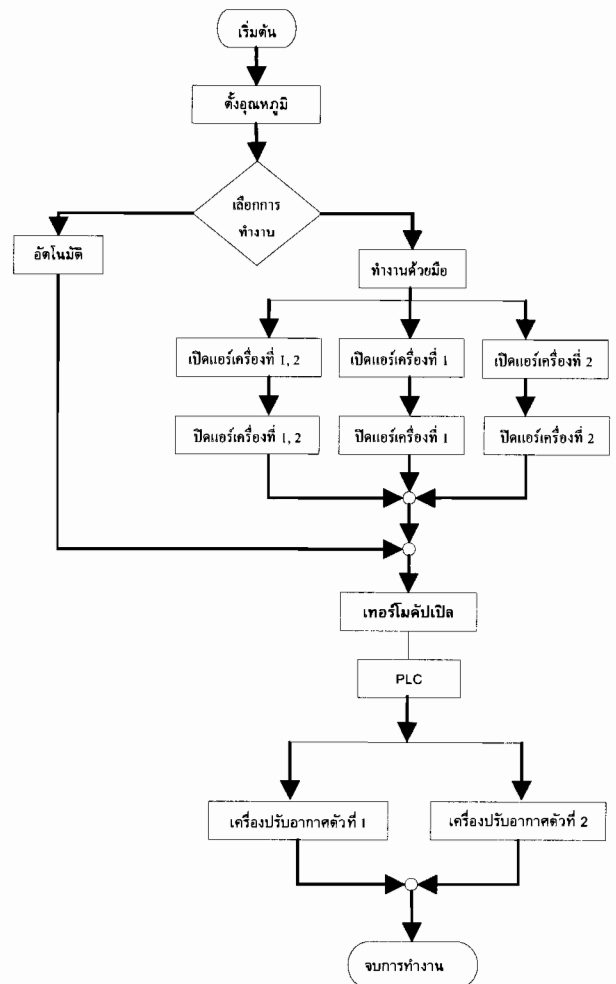 เริ่มต้น
ตั้งอุณหภูมิ
เลือกการ
ทำงาน
อัตโนมัติ
ทำงานด้วยมือ
เปิดแอร์เครื่องที่ 1, 2
เปิดแอร์เครื่องที่ 1
เปิดแอร์เครื่องที่ 2
ปิดแอร์เครื่องที่ 1, 2
ปิดแอร์เครื่องที่ 1
ปิดแอร์เครื่องที่ 2
เทอร์โมคัปเปิล
PLC
เครื่องปรับอากาศตัวที่ 1
เครื่องปรับอากาศตัวที่ 2
จบการทำงาน